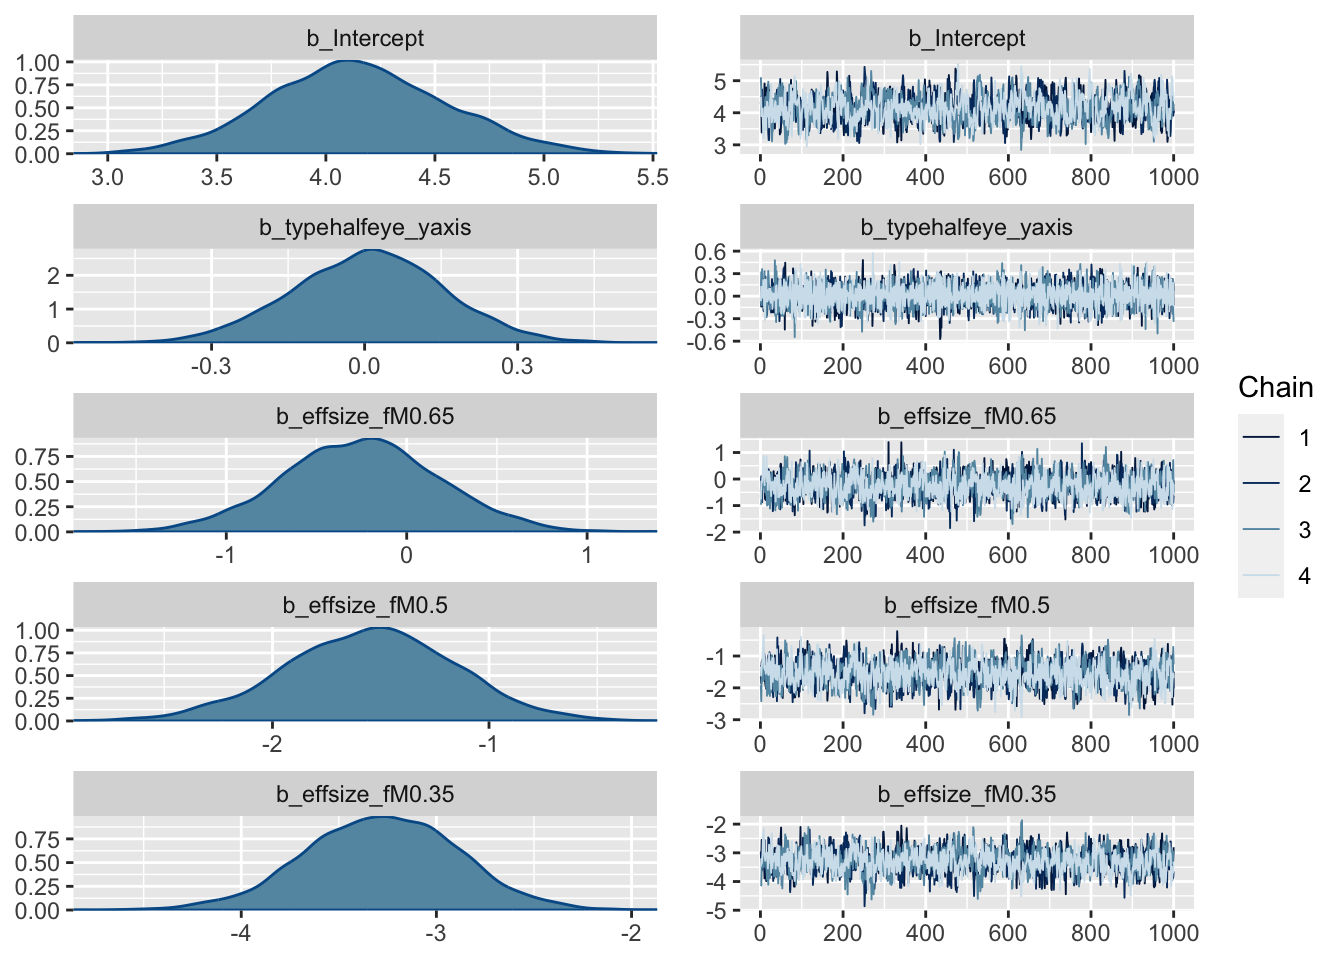 b_Intercept
1.00
0.75
0.50
0.25
0.00
3.0 3.5 4.0 4.5 5.0 5.5
b_Intercept
5
4
3
0 200 400 600 800 1000
b_typehalfeye_yaxis
2
1
0
-0.3 0.0 0.3
b_typehalfeye_yaxis
0.6
0.3
0.0
-0.3
-0.6
0 200 400 600 800 1000
b_effsize_fM0.65
0.75
0.50
0.25
0.00
-1 0 1
b_effsize_fM0.65
1
0
-1
-2
0 200 400 600 800 1000
b_effsize_fM0.5
1.00
0.75
0.50
0.25
0.00
-2 -1
b_effsize_fM0.5
-1
-2
-3
0 200 400 600 800 1000
b_effsize_fM0.35
0.75
0.50
0.25
0.00
-4 -3 -2
b_effsize_fM0.35
-2
-3
-4
-5
0 200 400 600 800 1000
Chain
1
2
3
4